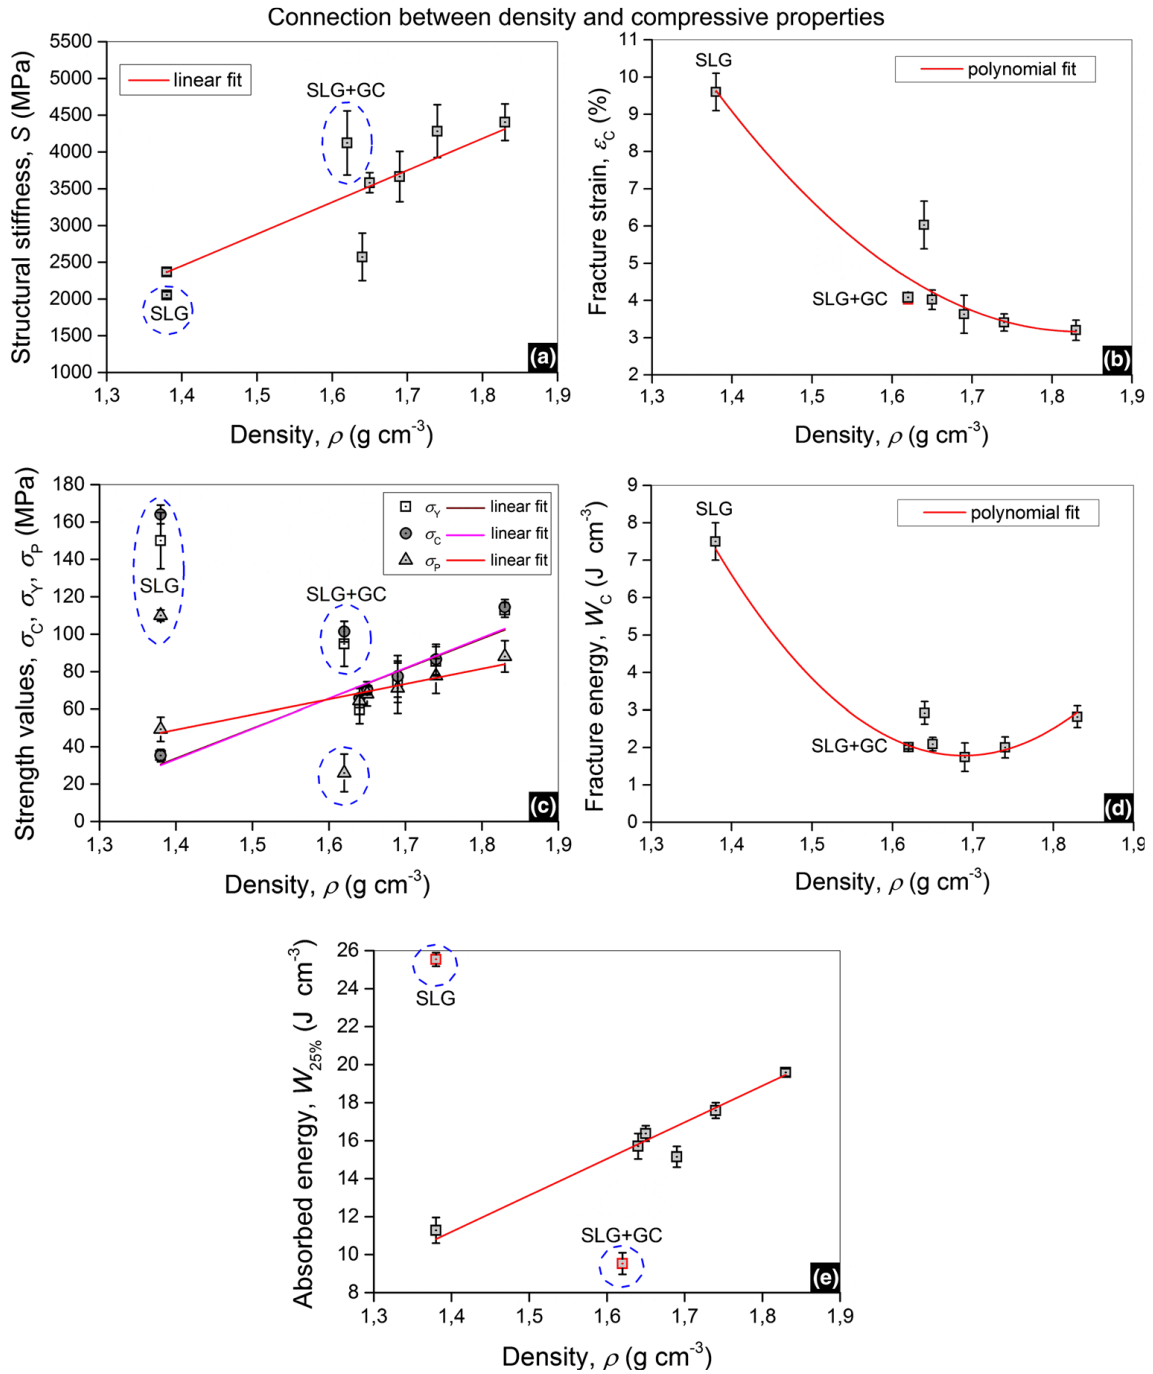 Connection between density and compressive properties
5500
5000
4500
4000
3500
3000
2500
2000
1500
1000
Structural stiffness, S (MPa)
linear fit
SLG+GC
SLG
(a)
1,3 1,4 1,5 1,6 1,7 1,8 1,9
Density, ρ (g cm⁻³)
11
10
9
8
7
6
5
4
3
2
Fracture strain, ε_C (%)
polynomial fit
SLG
SLG+GC
(b)
1,3 1,4 1,5 1,6 1,7 1,8 1,9
Density, ρ (g cm⁻³)
180
160
140
120
100
80
60
40
20
0
Strength values, σ_C, σ_Y, σ_P (MPa)
σ_Y linear fit
σ_C linear fit
σ_P linear fit
SLG
SLG+GC
(c)
1,3 1,4 1,5 1,6 1,7 1,8 1,9
Density, ρ (g cm⁻³)
9
8
7
6
5
4
3
2
1
0
Fracture energy, W_C (J cm⁻³)
polynomial fit
SLG
SLG+GC
(d)
1,3 1,4 1,5 1,6 1,7 1,8 1,9
Density, ρ (g cm⁻³)
26
24
22
20
18
16
14
12
10
8
Absorbed energy, W_25% (J cm⁻³)
SLG
SLG+GC
(e)
1,3 1,4 1,5 1,6 1,7 1,8 1,9
Density, ρ (g cm⁻³)